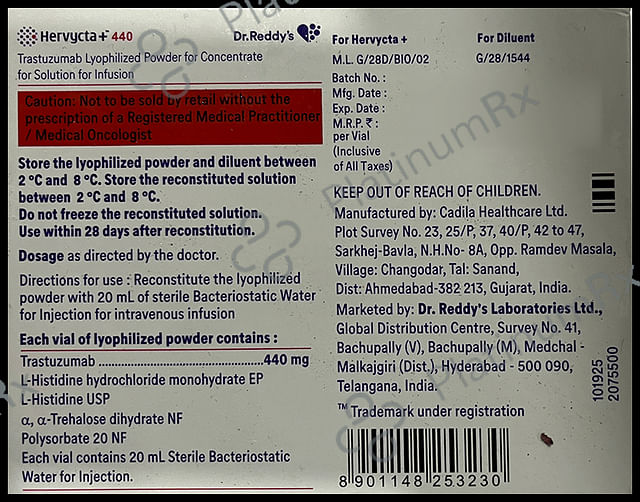 Hervycta+ 440
Dr.Reddy's
Trastuzumab Lyophilized Powder for Concentrate
for Solution for Infusion
Caution: Not to be sold by retail without the
prescription of a Registered Medical Practitioner
/ Medical Oncologist
Store the lyophilized powder and diluent between
2 °C and 8 °C. Store the reconstituted solution
between 2 °C and 8 °C.
Do not freeze the reconstituted solution.
Use within 28 days after reconstitution.
Dosage as directed by the doctor.
Directions for use : Reconstitute the lyophilized
powder with 20 mL of sterile Bacteriostatic Water
for Injection for intravenous infusion
Each vial of lyophilized powder contains :
Trastuzumab ............................................440 mg
L-Histidine hydrochloride monohydrate EP
L-Histidine USP
α, α-Trehalose dihydrate NF
Polysorbate 20 NF
Each vial contains 20 mL Sterile Bacteriostatic
Water for Injection.
For Hervycta +
For Diluent
M.L. G/28D/BIO/02
G/28/1544
Batch No. :
Mfg. Date :
Exp. Date :
M.R.P. ₹ :
per Vial
(Inclusive
of All Taxes)
KEEP OUT OF REACH OF CHILDREN.
Manufactured by: Cadila Healthcare Ltd.
Plot Survey No. 23, 25/P, 37, 40/P, 42 to 47,
Sarkhej-Bavla, N.H.No- 8A, Opp. Ramdev Masala,
Village: Changodar, Tal: Sanand,
Dist: Ahmedabad-382 213, Gujarat, India.
Marketed by: Dr. Reddy's Laboratories Ltd.,
Global Distribution Centre, Survey No. 41,
Bachupally (V), Bachupally (M), Medchal -
Malkajgiri (Dist.), Hyderabad - 500 090,
Telangana, India.
™ Trademark under registration
8 901148 253230
101925
2075500
PlatinumRx